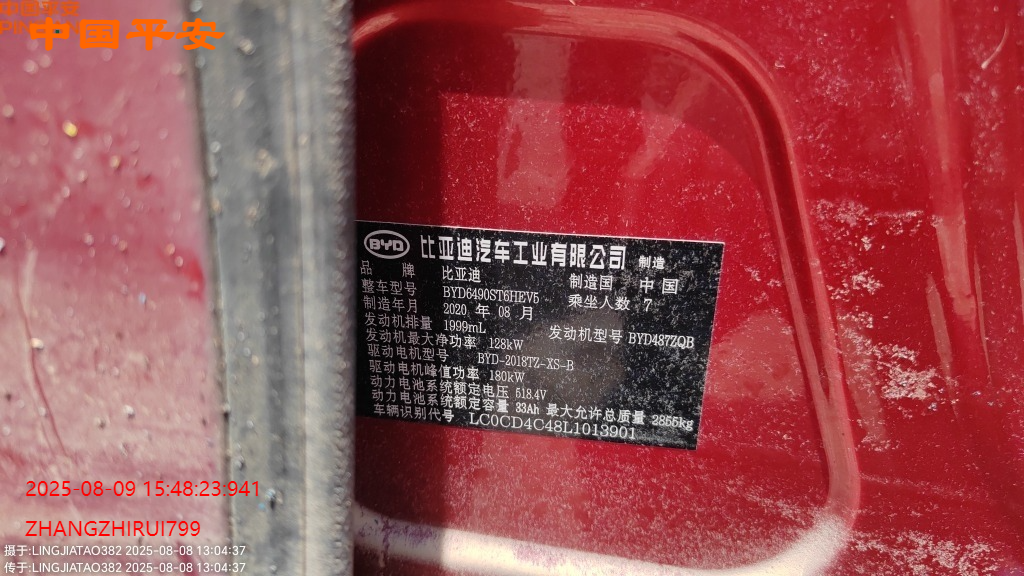 中国平安
中国平安
BYD 比亚迪汽车工业有限公司 制造
品牌 比亚迪 制造国 中国
整车型号 BYD6490ST6HEV5 乘坐人数 7
制造年月 2020 年 08 月
发动机排量 1999mL 发动机型号 BYD487ZQB
发动机最大净功率 128kW
驱动电机型号 BYD-2018TZ-XS-B
驱动电机峰值功率 180kW
动力电池系统额定电压 518.4V
动力电池系统额定容量 33Ah 最大允许总质量 2855kg
车辆识别代号 LC0CD4C48L1013901
2025-08-09 15:48:23:941
ZHANGZHIRUI799
摄于:LINGJIATAO382 2025-08-08 13:04:37
传于:LINGJIATAO382 2025-08-08 13:04:37